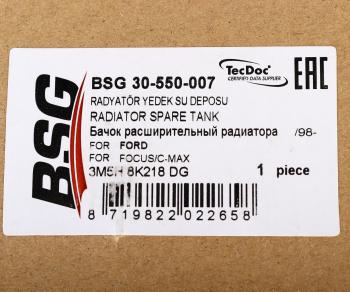 BSG
BSG 30-550-007
TecDoc
CERTIFIED DATA SUPPLIER
EAC
RADYATÖR YEDEK SU DEPOSU
RADIATOR SPARE TANK
Бачок расширительный радиатора /98-
FOR FORD
FOR FOCUS/C-MAX
3M5H 8K218 DG 1 piece
8 719822 022658